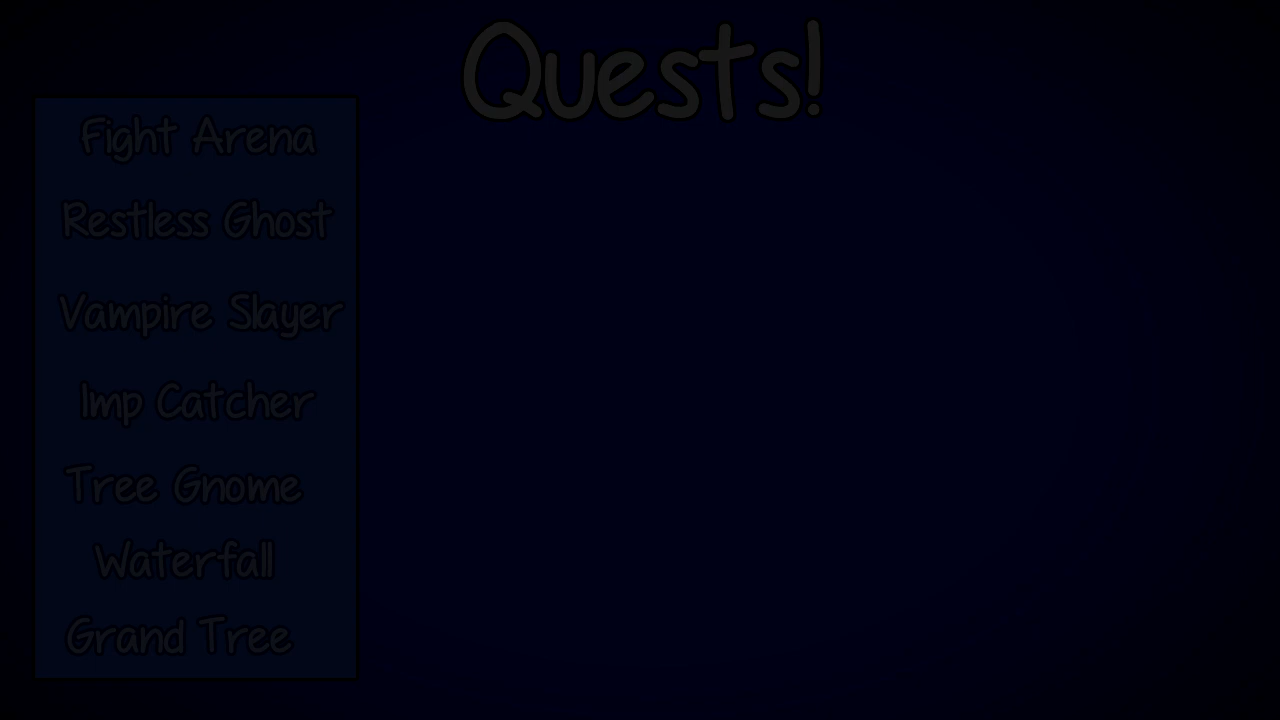 Quests!
Fight Arena
Restless Ghost
Vampire Slayer
Imp Catcher
Tree Gnome
Waterfall
Grand Tree